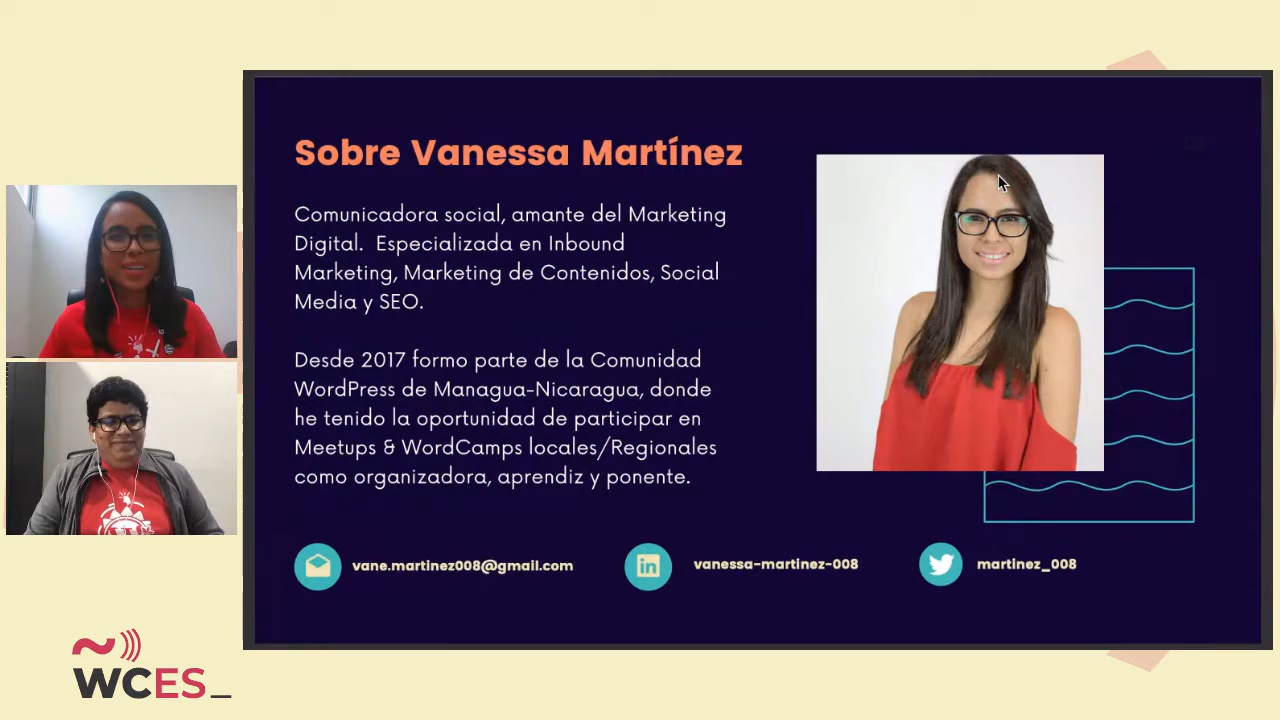 Sobre Vanessa Martínez
Comunicadora social, amante del Marketing
Digital. Especializada en Inbound
Marketing, Marketing de Contenidos, Social
Media y SEO.
Desde 2017 formo parte de la Comunidad
WordPress de Managua-Nicaragua, donde
he tenido la oportunidad de participar en
Meetups & WordCamps locales/Regionales
como organizadora, aprendiz y ponente.
vane.martinez008@gmail.com
vanessa-martinez-008
martinez_008
WCES_